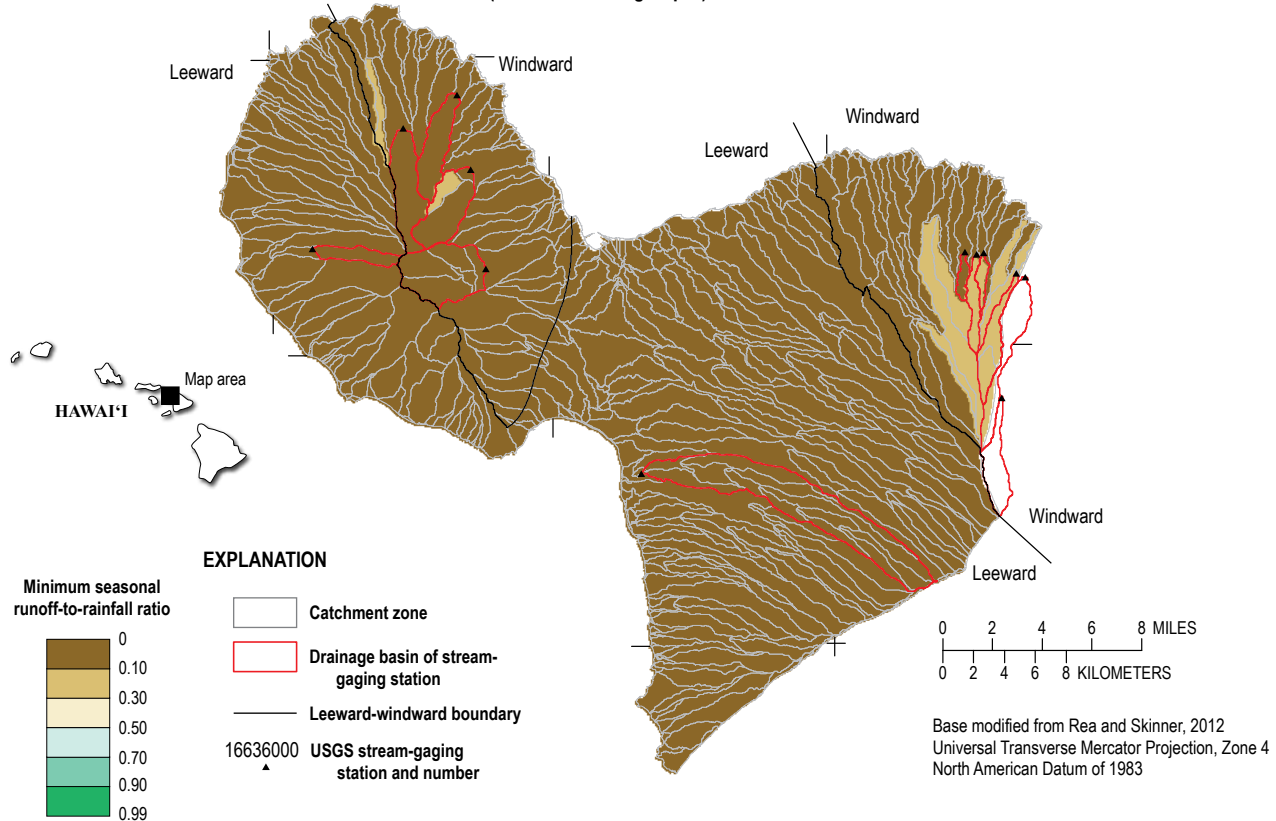 Leeward
Windward
Windward
Leeward
Map area
HAWAIʻI
Windward
Leeward
EXPLANATION
Minimum seasonal
runoff-to-rainfall ratio
0
0.10
0.30
0.50
0.70
0.90
0.99
Catchment zone
Drainage basin of stream-
gaging station
Leeward-windward boundary
16636000
USGS stream-gaging
station and number
0 2 4 6 8 MILES
0 2 4 6 8 KILOMETERS
Base modified from Rea and Skinner, 2012
Universal Transverse Mercator Projection, Zone 4
North American Datum of 1983